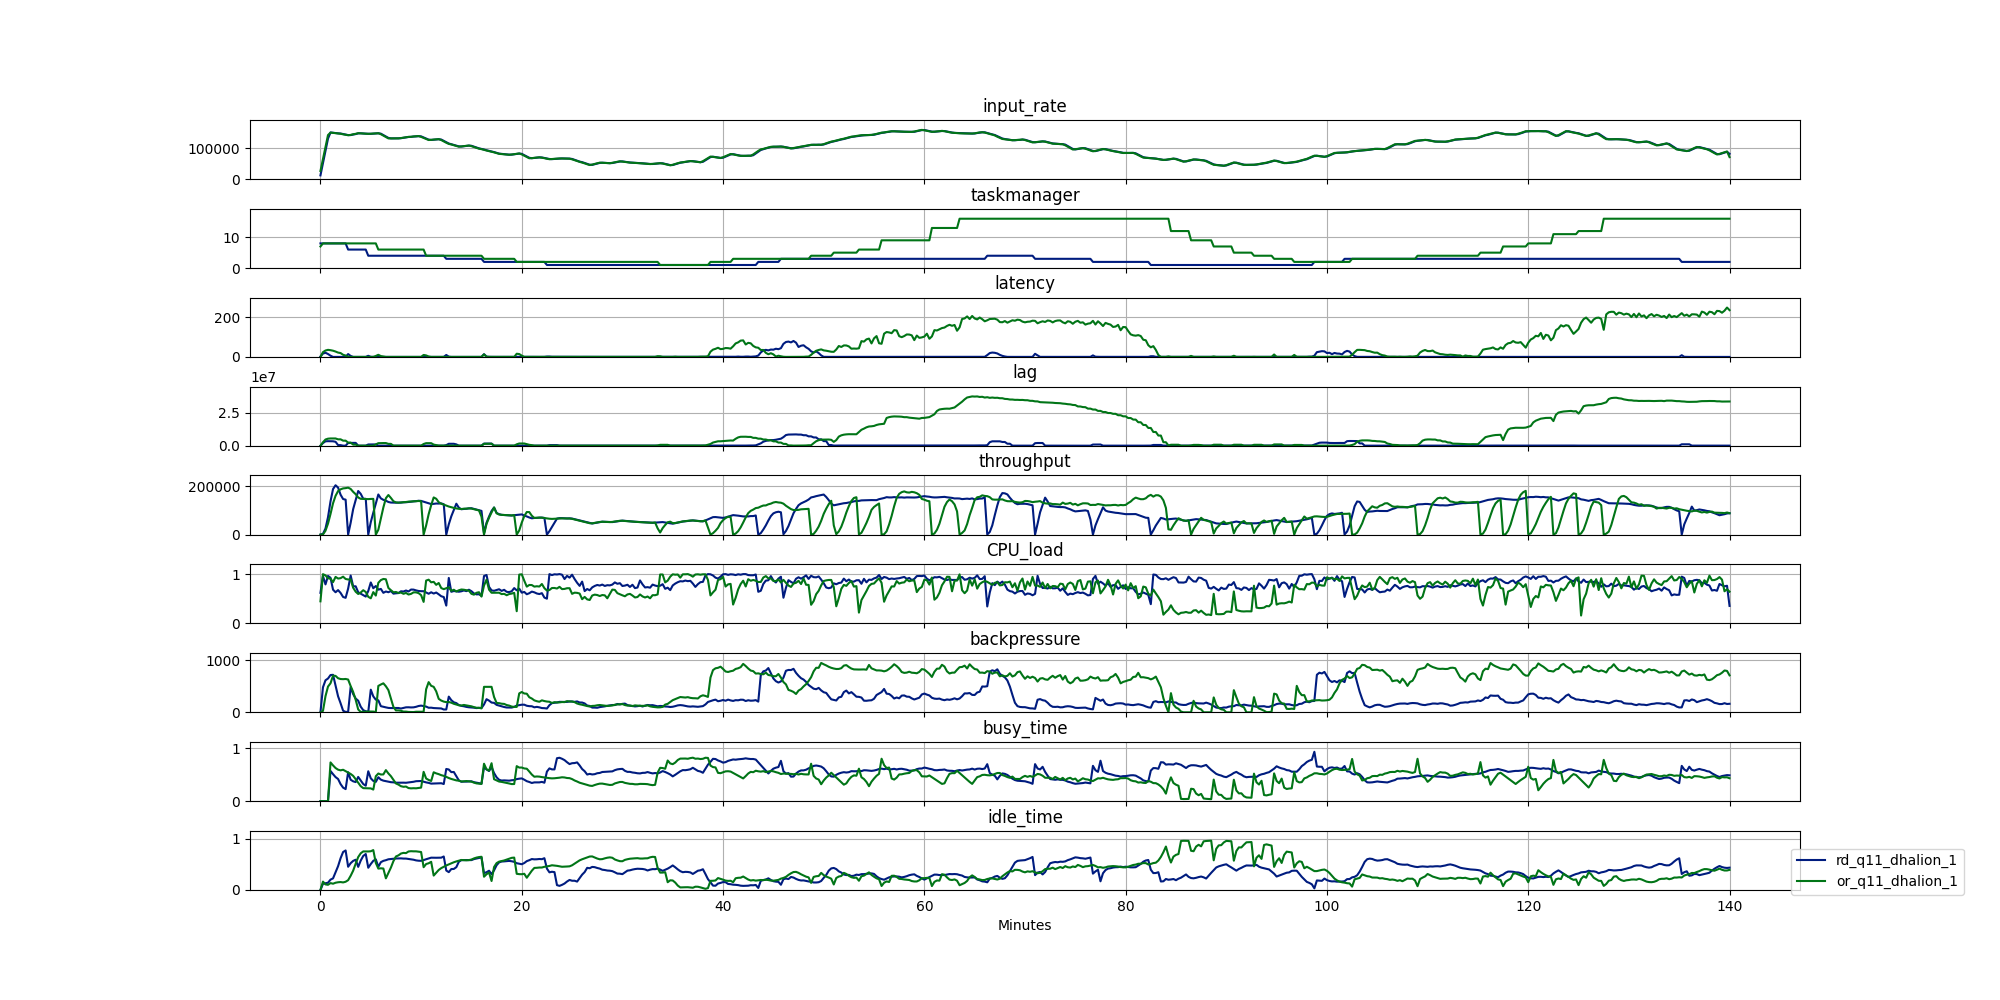 input_rate
100000
0
taskmanager
10
0
latency
200
0
1e7
lag
2.5
0.0
throughput
200000
0
CPU_load
1
0
backpressure
1000
0
busy_time
1
0
idle_time
1
0
rd_q11_dhalion_1
or_q11_dhalion_1
0 20 40 60 80 100 120 140
Minutes